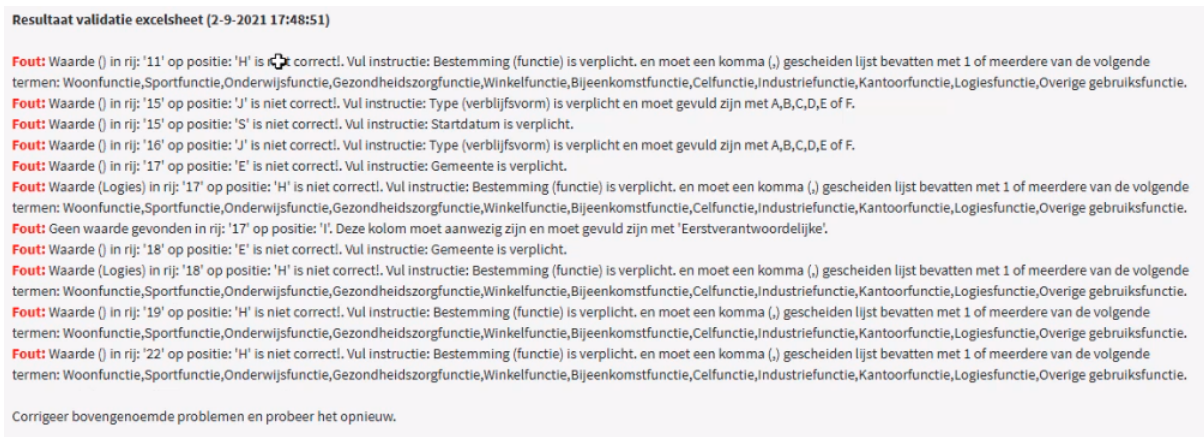 Resultaat validatie excelsheet (2-9-2021 17:48:51)
Fout: Waarde () in rij: '11' op positie: 'H' is correct!. Vul instructie: Bestemming (functie) is verplicht. en moet een komma (,) gescheiden lijst bevatten met 1 of meerdere van de volgende
termen: Woonfunctie,Sportfunctie,Onderwijsfunctie,Gezondheidszorgfunctie,Winkelfunctie,Bijeenkomstfunctie,Celfunctie,Industriefunctie,Kantoorfunctie,Logiesfunctie,Overige gebruiksfunctie.
Fout: Waarde () in rij: '15' op positie: 'J' is niet correct!. Vul instructie: Type (verblijfsvorm) is verplicht en moet gevuld zijn met A,B,C,D,E of F.
Fout: Waarde () in rij: '15' op positie: 'S' is niet correct!. Vul instructie: Startdatum is verplicht.
Fout: Waarde () in rij: '16' op positie: 'J' is niet correct!. Vul instructie: Type (verblijfsvorm) is verplicht en moet gevuld zijn met A,B,C,D,E of F.
Fout: Waarde () in rij: '17' op positie: 'E' is niet correct!. Vul instructie: Gemeente is verplicht.
Fout: Waarde (Logies) in rij: '17' op positie: 'H' is niet correct!. Vul instructie: Bestemming (functie) is verplicht. en moet een komma (,) gescheiden lijst bevatten met 1 of meerdere van de volgende
termen: Woonfunctie,Sportfunctie,Onderwijsfunctie,Gezondheidszorgfunctie,Winkelfunctie,Bijeenkomstfunctie,Celfunctie,Industriefunctie,Kantoorfunctie,Logiesfunctie,Overige gebruiksfunctie.
Fout: Geen waarde gevonden in rij: '17' op positie: 'I'. Deze kolom moet aanwezig zijn en moet gevuld zijn met 'Eerstverantwoordelijke'.
Fout: Waarde () in rij: '18' op positie: 'E' is niet correct!. Vul instructie: Gemeente is verplicht.
Fout: Waarde (Logies) in rij: '18' op positie: 'H' is niet correct!. Vul instructie: Bestemming (functie) is verplicht. en moet een komma (,) gescheiden lijst bevatten met 1 of meerdere van de volgende
termen: Woonfunctie,Sportfunctie,Onderwijsfunctie,Gezondheidszorgfunctie,Winkelfunctie,Bijeenkomstfunctie,Celfunctie,Industriefunctie,Kantoorfunctie,Logiesfunctie,Overige gebruiksfunctie.
Fout: Waarde () in rij: '19' op positie: 'H' is niet correct!. Vul instructie: Bestemming (functie) is verplicht. en moet een komma (,) gescheiden lijst bevatten met 1 of meerdere van de volgende
termen: Woonfunctie,Sportfunctie,Onderwijsfunctie,Gezondheidszorgfunctie,Winkelfunctie,Bijeenkomstfunctie,Celfunctie,Industriefunctie,Kantoorfunctie,Logiesfunctie,Overige gebruiksfunctie.
Fout: Waarde () in rij: '22' op positie: 'H' is niet correct!. Vul instructie: Bestemming (functie) is verplicht. en moet een komma (,) gescheiden lijst bevatten met 1 of meerdere van de volgende
termen: Woonfunctie,Sportfunctie,Onderwijsfunctie,Gezondheidszorgfunctie,Winkelfunctie,Bijeenkomstfunctie,Celfunctie,Industriefunctie,Kantoorfunctie,Logiesfunctie,Overige gebruiksfunctie.
Corrigeer bovengenoemde problemen en probeer het opnieuw.